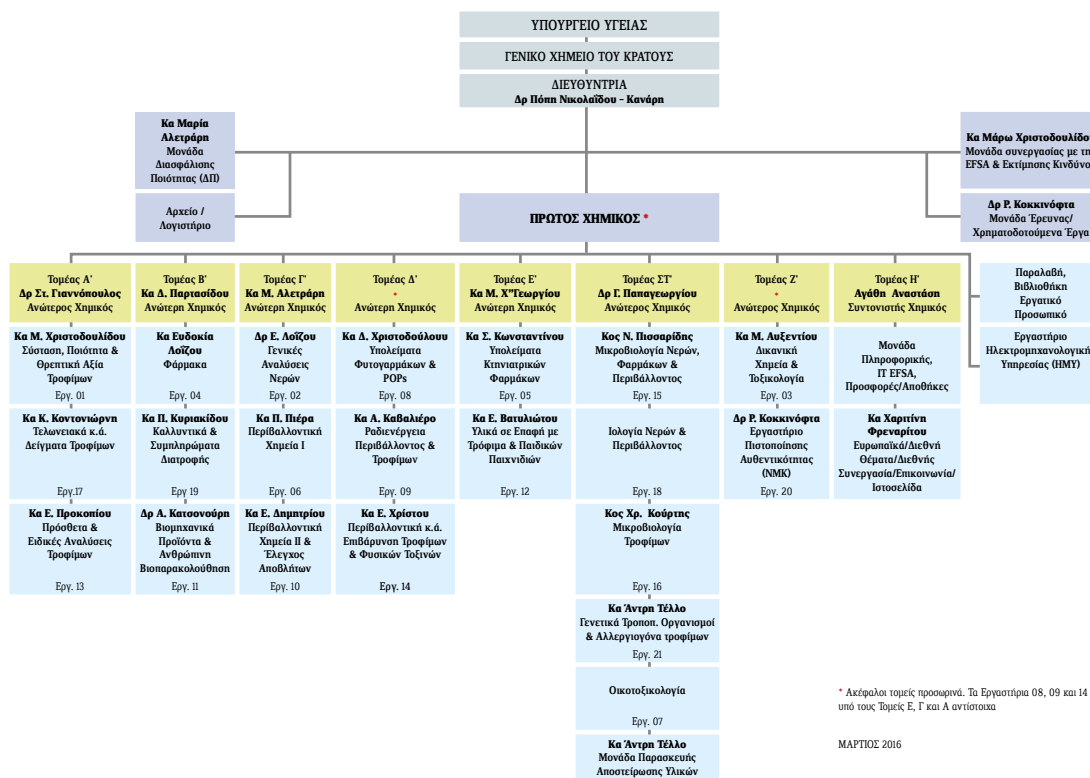 ΥΠΟΥΡΓΕΙΟ ΥΓΕΙΑΣ
ΓΕΝΙΚΟ ΧΗΜΕΙΟ ΤΟΥ ΚΡΑΤΟΥΣ
ΔΙΕΥΘΥΝΤΡΙΑ
Δρ Πόπη Νικολαΐδου – Κανάρη
Κα Μαρία
Αλετράρη
Μονάδα
Διασφάλισης
Ποιότητας (ΔΠ)
Αρχείο /
Λογιστήριο
Κα Μάρω Χριστοδουλίδο
Μονάδα συνεργασίας με τη
EFSA & Εκτίμησης Κινδύνο
Δρ Ρ. Κοκκινόφτα
Μονάδα Έρευνας/
Χρηματοδοτούμενα Έργα
ΠΡΩΤΟΣ ΧΗΜΙΚΟΣ *
Τομέας Α'
Δρ Στ. Γιαννόπουλος
Ανώτερος Χημικός
Κα Μ. Χριστοδουλίδου
Σύσταση, Ποιότητα &
Θρεπτική Αξία
Τροφίμων
Εργ. 01
Κα Κ. Κοντονιώρνη
Τελωνειακά κ.ά.
Δείγματα Τροφίμων
Εργ.17
Κα Ε. Προκοπίου
Πρόσθετα &
Ειδικές Αναλύσεις
Τροφίμων
Εργ. 13
Τομέας Β'
Κα Δ. Παρτασίδου
Ανώτερη Χημικός
Κα Ευδοκία
Λοΐζου
Φάρμακα
Εργ. 04
Κα Π. Κυριακίδου
Καλλυντικά &
Συμπληρώματα
Διατροφής
Εργ 19
Δρ Α. Κατσονούρη
Βιομηχανικά
Προϊόντα &
Ανθρώπινη
Βιοπαρακολούθηση
Εργ. 11
Τομέας Γ'
Κα Μ. Αλετράρη
Ανώτερη Χημικός
Δρ Ε. Λοΐζου
Γενικές
Αναλύσεις
Νερών
Εργ. 02
Κα Π. Πιέρα
Περίβαλλοντική
Χημεία Ι
Εργ. 06
Κα Ε. Δημητρίου
Περίβαλλοντική
Χημεία ΙΙ &
Έλεγχος
Αποβλήτων
Εργ. 10
Τομέας Δ'
*
Ανώτερη Χημικός
Κα Δ. Χριστοδούλουυ
Υπολείματα
Φυτογαρμάκων &
POPs
Εργ. 08
Κα Α. Καβαλιέρο
Ραδιενέργεια
Περιβάλλοντος &
Τροφίμων
Εργ. 09
Κα Ε. Χρίστου
Περίβαλλοντική κ.ά.
Επιβάρυνση Τροφίμων
& Φυσικών Τοξινών
Εργ. 14
Τομέας Ε'
Κα Μ. Χ"Γεωργίου
Ανώτερη Χημικός
Κα Σ. Κωνσταντίνου
Υπολείματα
Κτηνιατρικών
Φαρμάκων
Εργ. 05
Κα Ε. Βατυλιώτου
Υλικά σε Επαφή με
Τρόφιμα & Παιδικών
Παιχνιδιών
Εργ. 12
Τομέας ΣΤ'
Δρ Γ. Παπαγεωργίου
Ανώτερος Χημικός
Κος Ν. Πισσαρίδης
Μικροβιολογία Νερών,
Φαρμάκων &
Περιβάλλοντος
Εργ. 15
Ιολογία Νερών &
Περιβάλλοντος
Εργ. 18
Κος Χρ. Κούρτης
Μικροβιολογία
Τροφίμων
Εργ. 16
Κα Άντρη Τέλλο
Γενετικά Τροποπ. Οργανισμοί
& Αλλεργιογόνα τροφίμων
Εργ. 21
Οικοτοξικολογία
Εργ. 07
Κα Άντρη Τέλλο
Μονάδα Παρασκευής
Αποστείρωσης Υλικών
Τομέας Ζ'
*
Ανώτερος Χημικός
Κα Μ. Αυξεντίου
Δικανική
Χημεία &
Τοξικολογία
Εργ. 03
Δρ Ρ. Κοκκινόφτα
Εργαστήριο
Πιστοποίησης
Αυθεντικότητας
(ΝΜΚ)
Εργ. 20
Τομέας Η'
Αγάθη Αναστάση
Συντονιστής Χημικός
Μονάδα
Πληροφορικής,
IT EFSA,
Προσφορές/Αποθήκες
Κα Χαριτίνη
Φρεναρίτου
Ευρωπαϊκά/Διεθνή
Θέματα/Διεθνής
Συνεργασία/Επικοινωνία/
Ιστοσελίδα
Παραλαβή,
Βιβλιοθήκη
Εργατικό
Προσωπικό
Εργαστήριο
Ηλεκτρομηχανολογική
Υπηρεσίας (ΗΜΥ)
* Ακέφαλοι τομείς προσωρινά. Τα Εργαστήρια 08, 09 και 14
υπό τους Τομείς Ε, Γ και Α αντίστοιχα
ΜΑΡΤΙΟΣ 2016